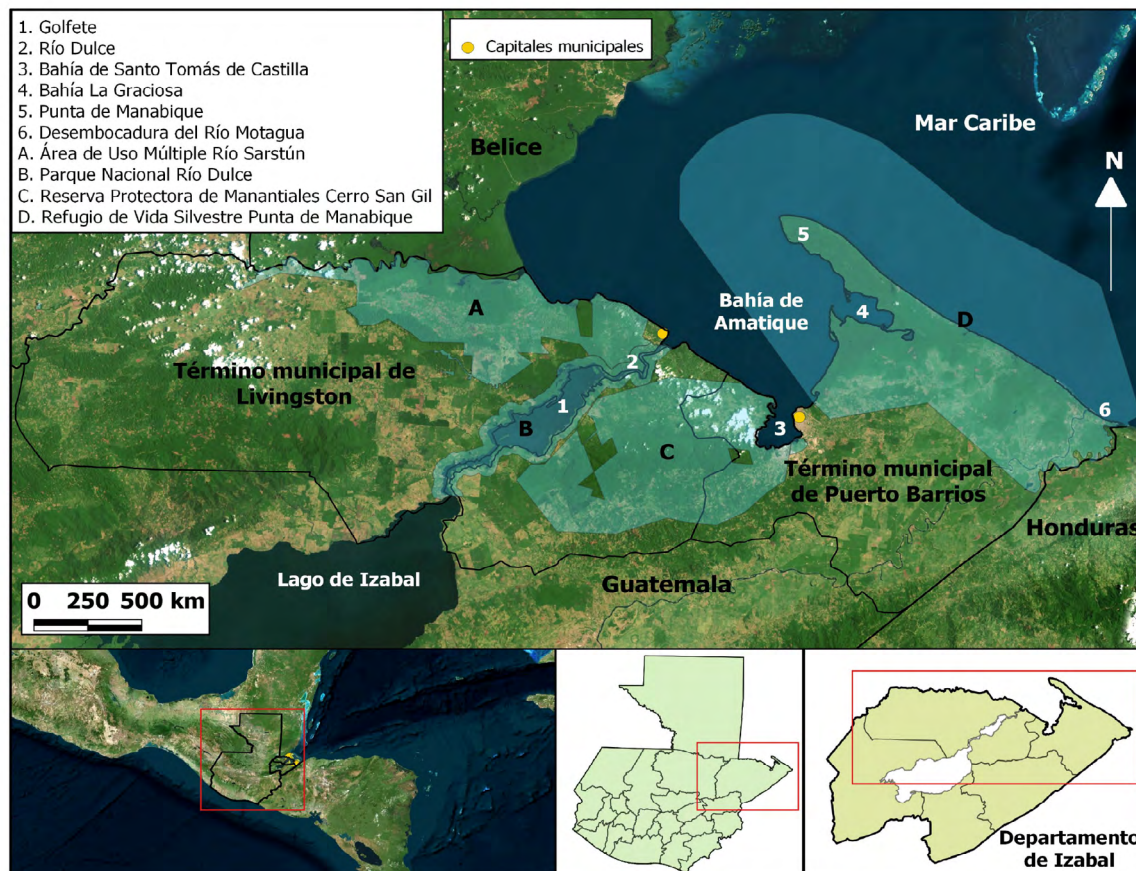 1. Golfete
2. Río Dulce
3. Bahía de Santo Tomás de Castilla
4. Bahía La Graciosa
5. Punta de Manabique
6. Desembocadura del Río Motagua
A. Área de Uso Múltiple Río Sarstún
B. Parque Nacional Río Dulce
C. Reserva Protectora de Manantiales Cerro San Gil
D. Refugio de Vida Silvestre Punta de Manabique
Capitales municipales
Belice
Mar Caribe
N
5
A
Bahía de
Amatique
4
D
2
Término municipal de
Livingston
1
B
3
6
C
Término municipal
de Puerto Barrios
Honduras
Lago de Izabal
Guatemala
0 250 500 km
Departamento
de Izabal